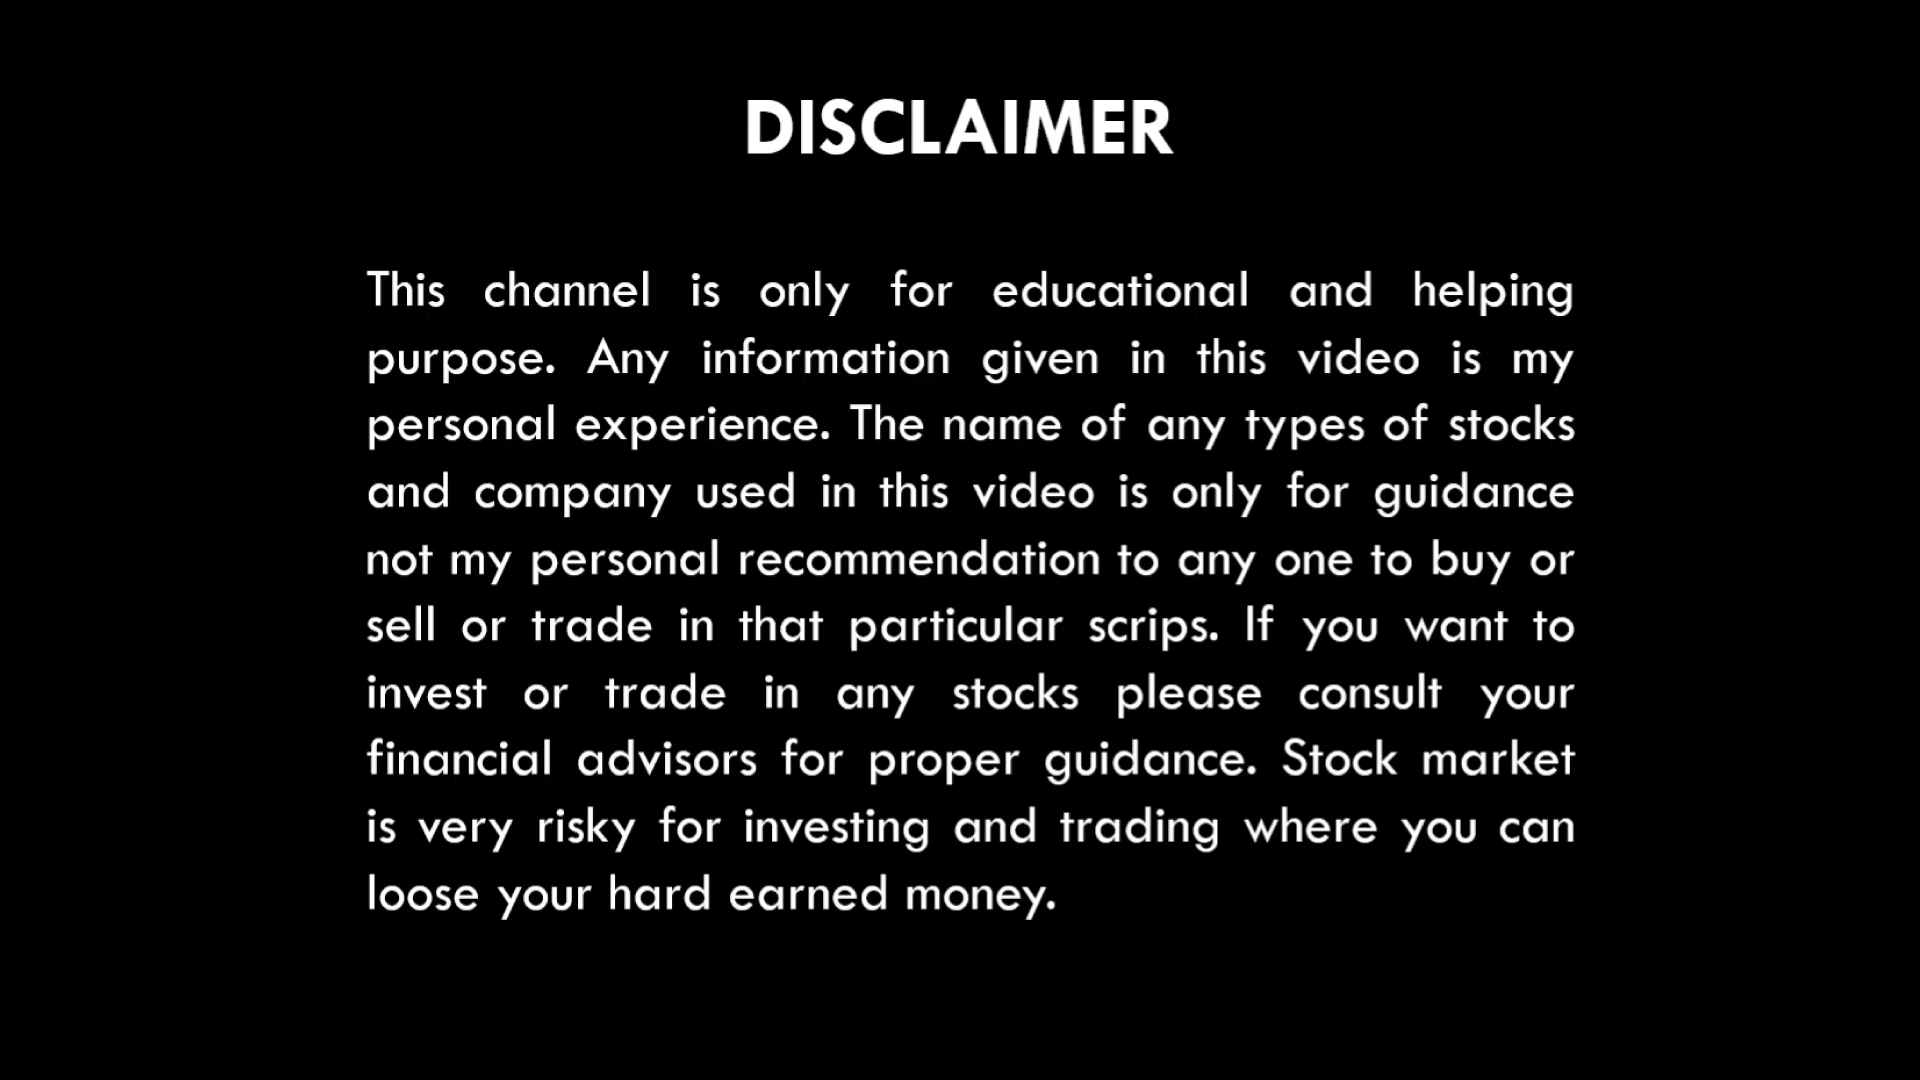 DISCLAIMER
This channel is only for educational and helping
purpose. Any information given in this video is my
personal experience. The name of any types of stocks
and company used in this video is only for guidance
not my personal recommendation to any one to buy or
sell or trade in that particular scrips. If you want to
invest or trade in any stocks please consult your
financial advisors for proper guidance. Stock market
is very risky for investing and trading where you can
loose your hard earned money.